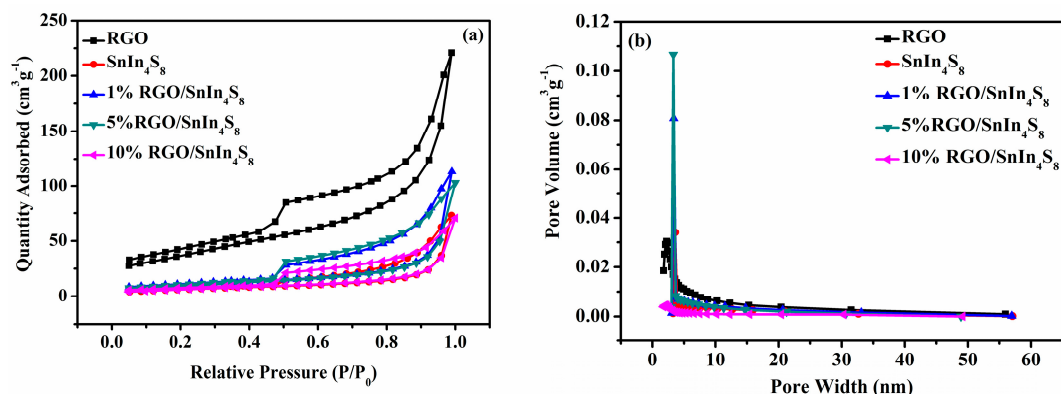 (a)
RGO
SnIn₄S₈
1% RGO/SnIn₄S₈
5%RGO/SnIn₄S₈
10% RGO/SnIn₄S₈
Quantity Adsorbed (cm³g⁻¹)
250
200
150
100
50
0
0.0 0.2 0.4 0.6 0.8 1.0
Relative Pressure (P/P₀)
(b)
RGO
SnIn₄S₈
1% RGO/SnIn₄S₈
5%RGO/SnIn₄S₈
10% RGO/SnIn₄S₈
Pore Volume (cm³g⁻¹)
0.12
0.10
0.08
0.06
0.04
0.02
0.00
0 10 20 30 40 50 60
Pore Width (nm)